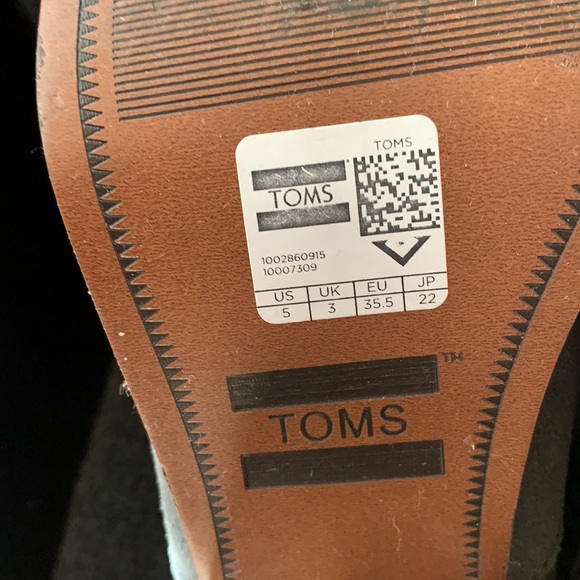 TOMS
TOMS
1002860915
10007309
US UK EU JP
5 3 35.5 22
TM
TOMS